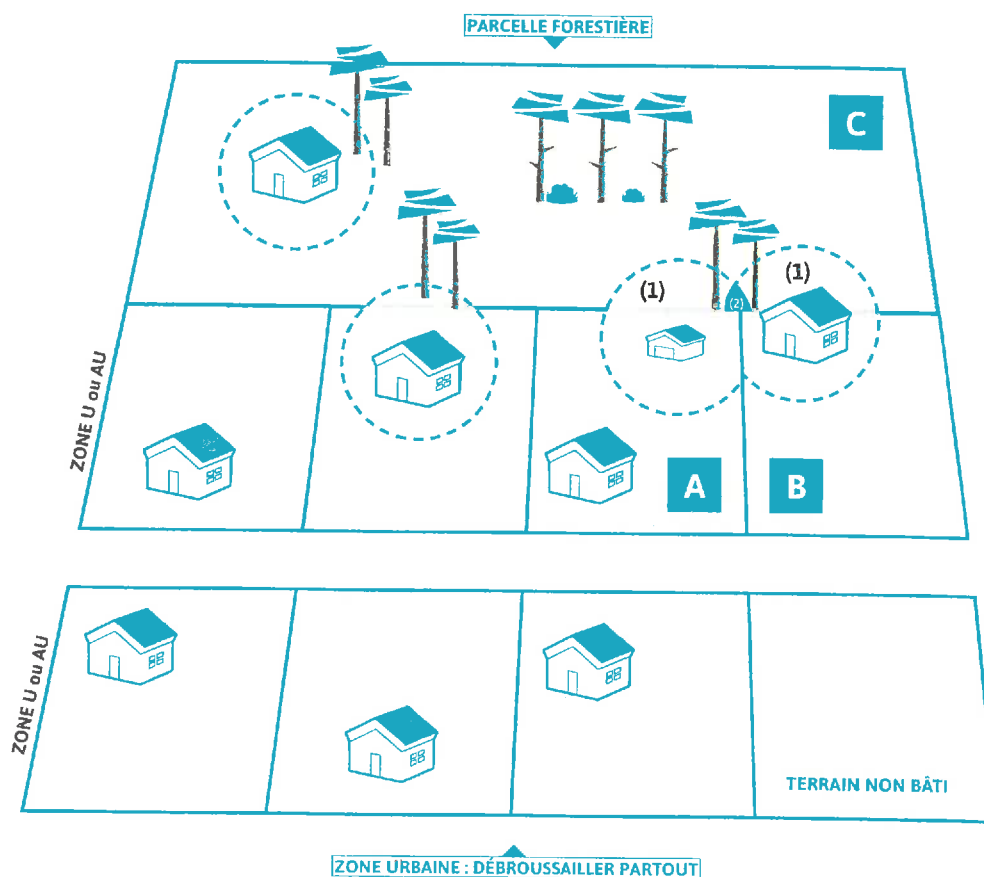 PARCELLE FORESTIÈRE
C
(1)
(1)
(2)
ZONE U ou AU
A
B
ZONE U ou AU
TERRAIN NON BÂTI
ZONE URBAINE : DÉBROUSSAILLER PARTOUT